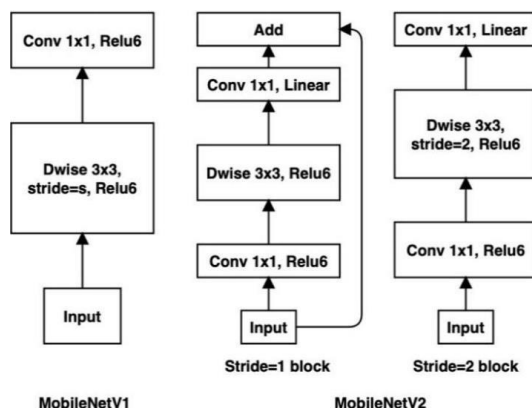 Conv 1x1, Relu6
Dwise 3x3,
stride=s, Relu6
Input
MobileNetV1
Add
Conv 1x1, Linear
Dwise 3x3, Relu6
Conv 1x1, Relu6
Input
Stride=1 block
Conv 1x1, Linear
Dwise 3x3,
stride=2, Relu6
Conv 1x1, Relu6
Input
Stride=2 block
MobileNetV2